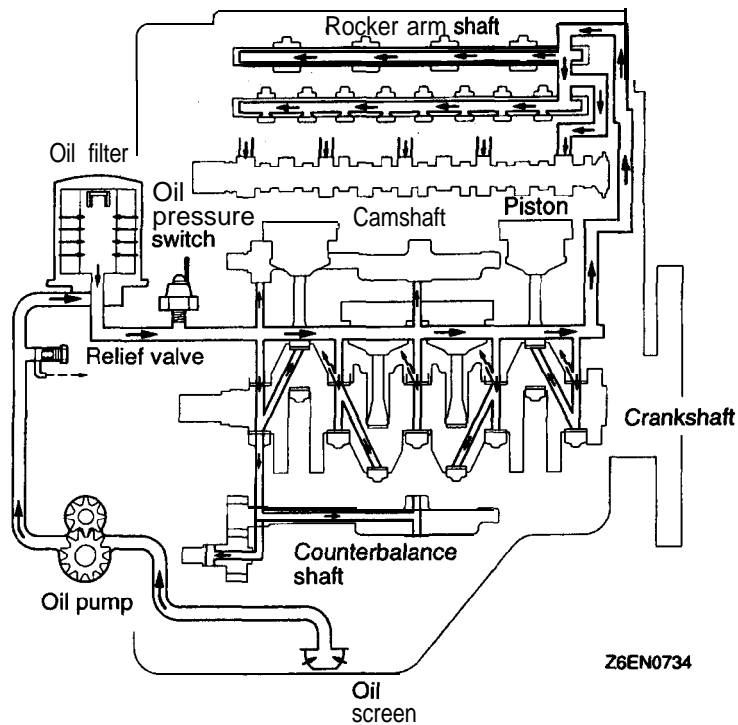 Rocker arm shaft
Oil filter
Oil
pressure
switch
Camshaft
Piston
Relief valve
Crankshaft
Counterbalance
shaft
Oil pump
Z6EN0734
Oil
screen